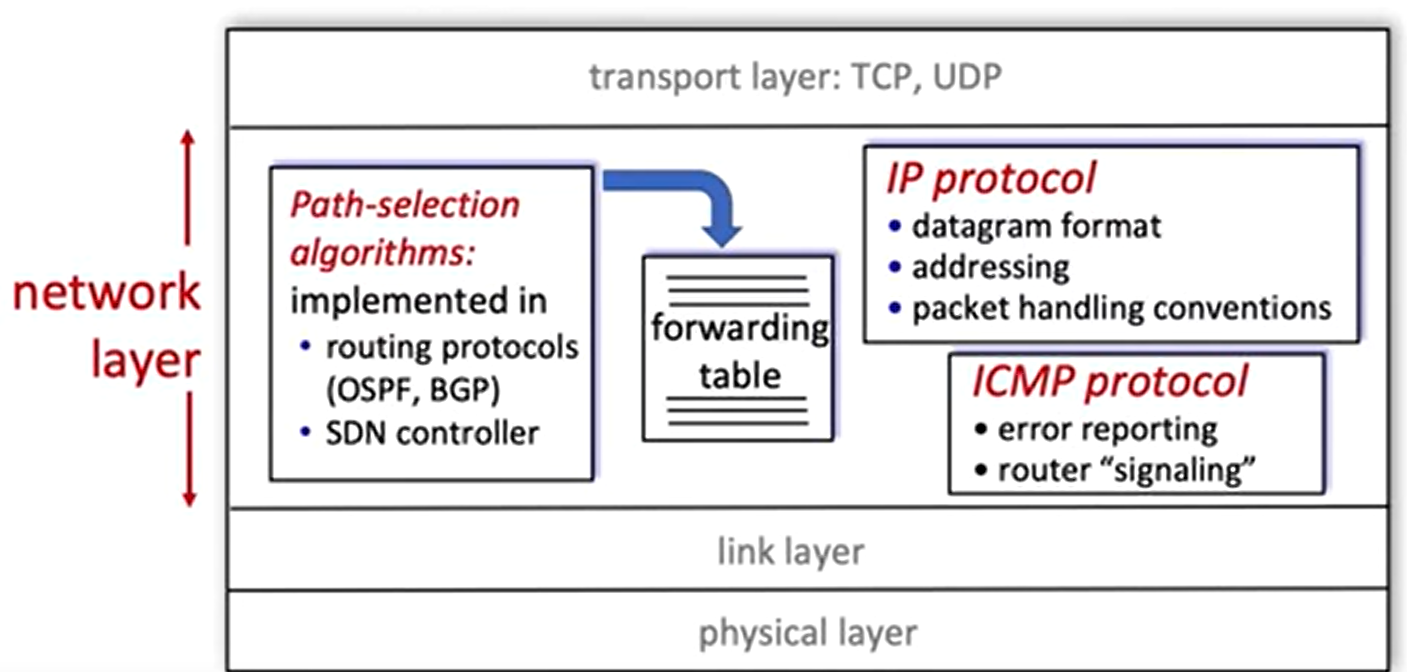 transport layer: TCP, UDP
network
layer
Path-selection
algorithms:
implemented in
• routing protocols
(OSPF, BGP)
• SDN controller
forwarding
table
IP protocol
• datagram format
• addressing
• packet handling conventions
ICMP protocol
• error reporting
• router “signaling”
link layer
physical layer